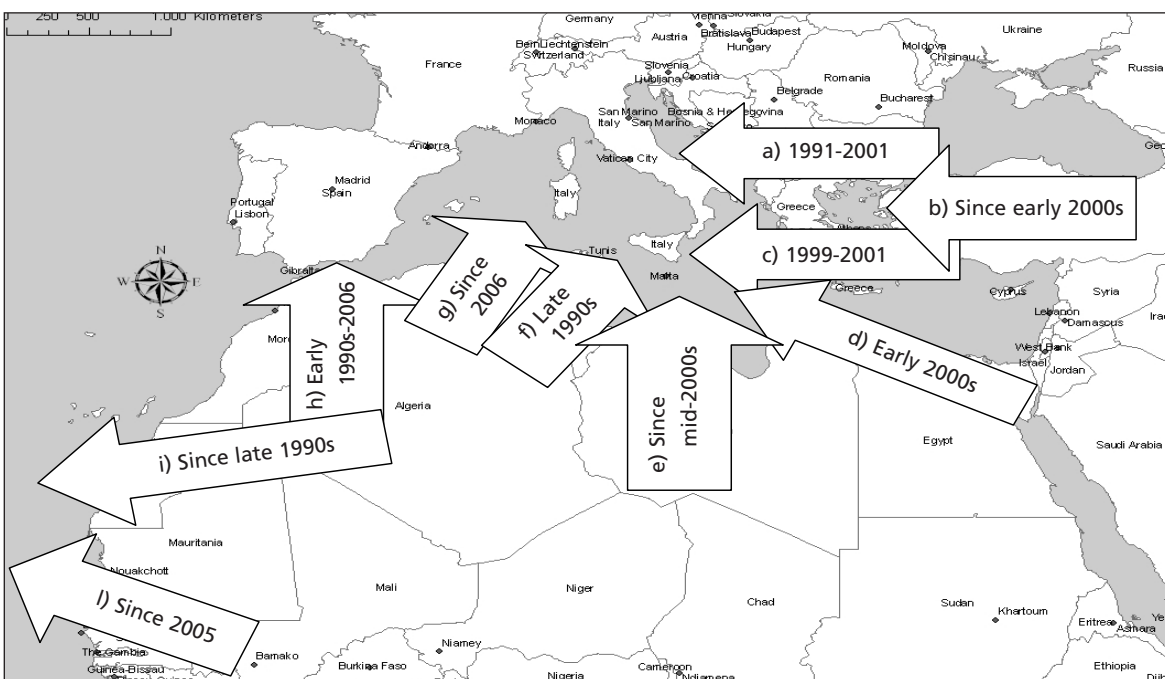 250 500 1.000 Kilometers
Germany
Vienna
Slovakia
Ukraine
Austria
Bratislava
Budapest
Bern
Liechtenstein
Switzerland
Hungary
Moldova
Chisinau
France
Slovenia
Ljubljana
Croatia
Romania
Russia
Belgrade
Bucharest
San Marino
Bosnia & Herzegovina
Italy
San Marino
Monaco
Andorra
Vatican City
a) 1991-2001
Madrid
Spain
Italy
Portugal
Lisbon
Greece
b) Since early 2000s
N
W
E
S
Tunis
Italy
c) 1999-2001
Malta
Greece
Cyprus
Syria
Lebanon
Damascus
West Bank
Israel
Jordan
g) Since
2006
f) Late
1990s
h) Early
1990s-2006
d) Early 2000s
e) Since
mid-2000s
Algeria
Egypt
Saudi Arabia
i) Since late 1990s
Mauritania
Nouakchott
Mali
Niger
Chad
Sudan
Khartoum
Eritrea
Asmara
l) Since 2005
The Gambia
Guinea-Bissau
Bamako
Niamey
Burkina Faso
Nigeria
Cameroon
Ndjamena
Ethiopia